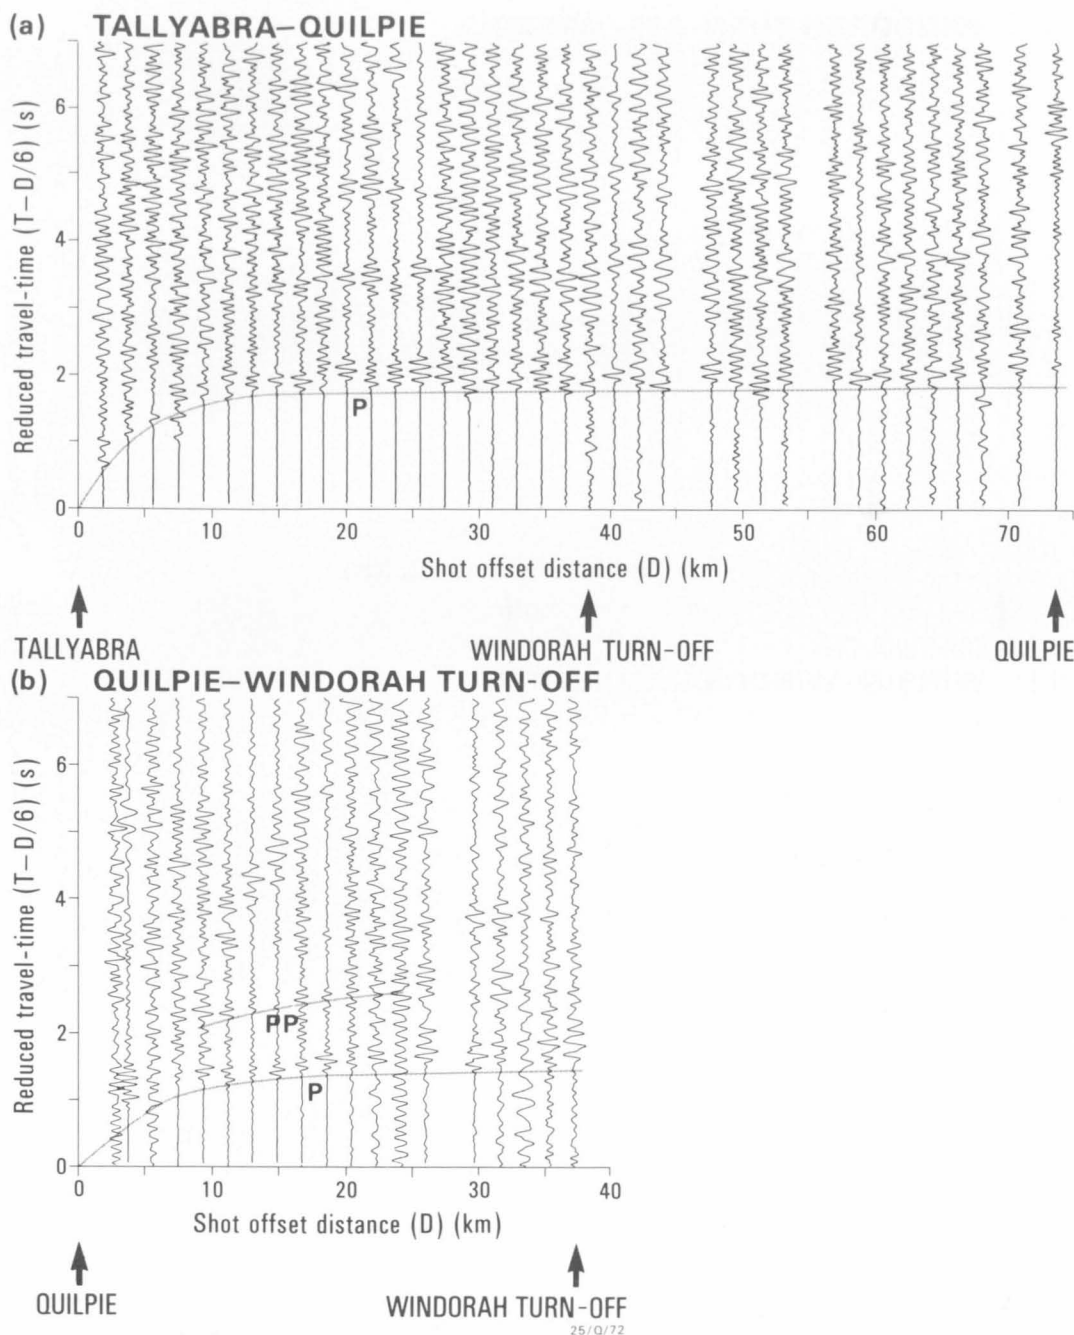 (a) TALLYABRA–QUILPIE
Reduced travel-time (T–D/6) (s)
6
4
2
0
P
0 10 20 30 40 50 60 70
Shot offset distance (D) (km)
TALLYABRA WINDORAH TURN-OFF QUILPIE
(b) QUILPIE–WINDORAH TURN-OFF
Reduced travel-time (T–D/6) (s)
6
4
2
0
PP
P
0 10 20 30 40
Shot offset distance (D) (km)
QUILPIE WINDORAH TURN-OFF
25/Q/72